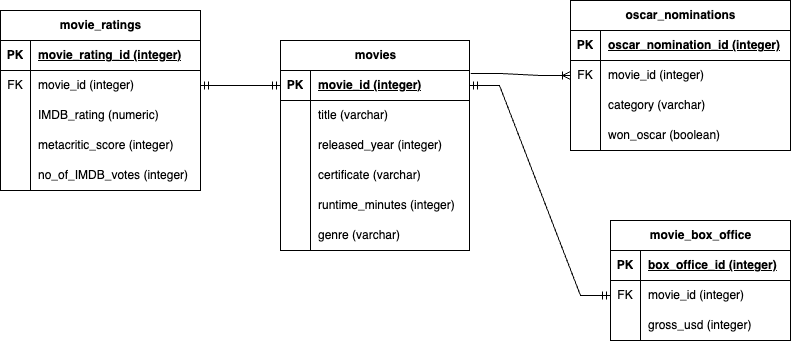 movie_ratings
PK movie_rating_id (integer)
FK movie_id (integer)
IMDB_rating (numeric)
metacritic_score (integer)
no_of_IMDB_votes (integer)
movies
PK movie_id (integer)
title (varchar)
released_year (integer)
certificate (varchar)
runtime_minutes (integer)
genre (varchar)
oscar_nominations
PK oscar_nomination_id (integer)
FK movie_id (integer)
category (varchar)
won_oscar (boolean)
movie_box_office
PK box_office_id (integer)
FK movie_id (integer)
gross_usd (integer)